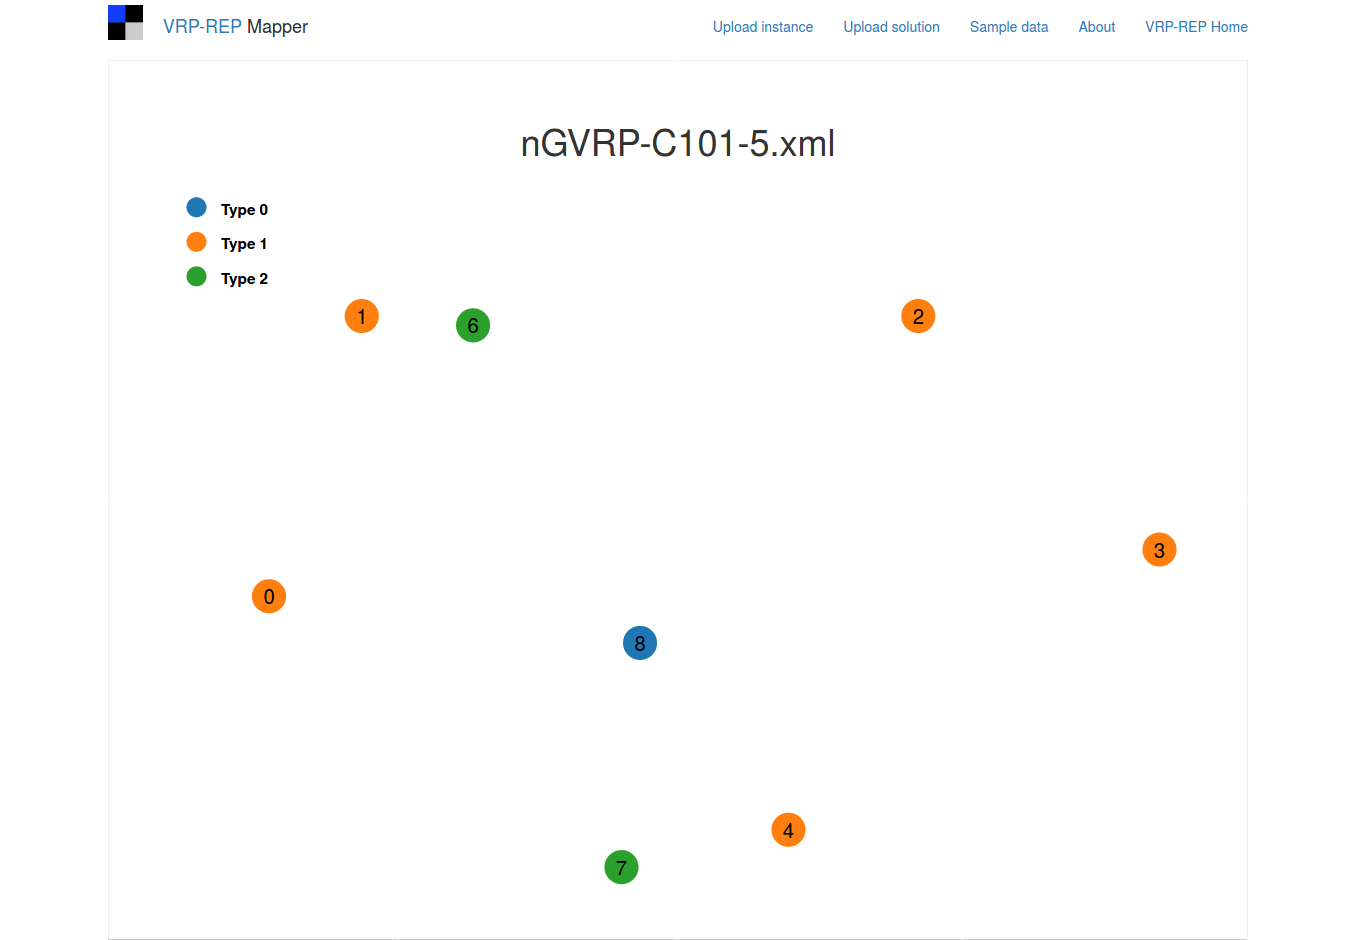 VRP-REP Mapper
Upload instance Upload solution Sample data About VRP-REP Home
nGVRP-C101-5.xml
Type 0
Type 1
Type 2
1
6
2
3
0
8
4
7